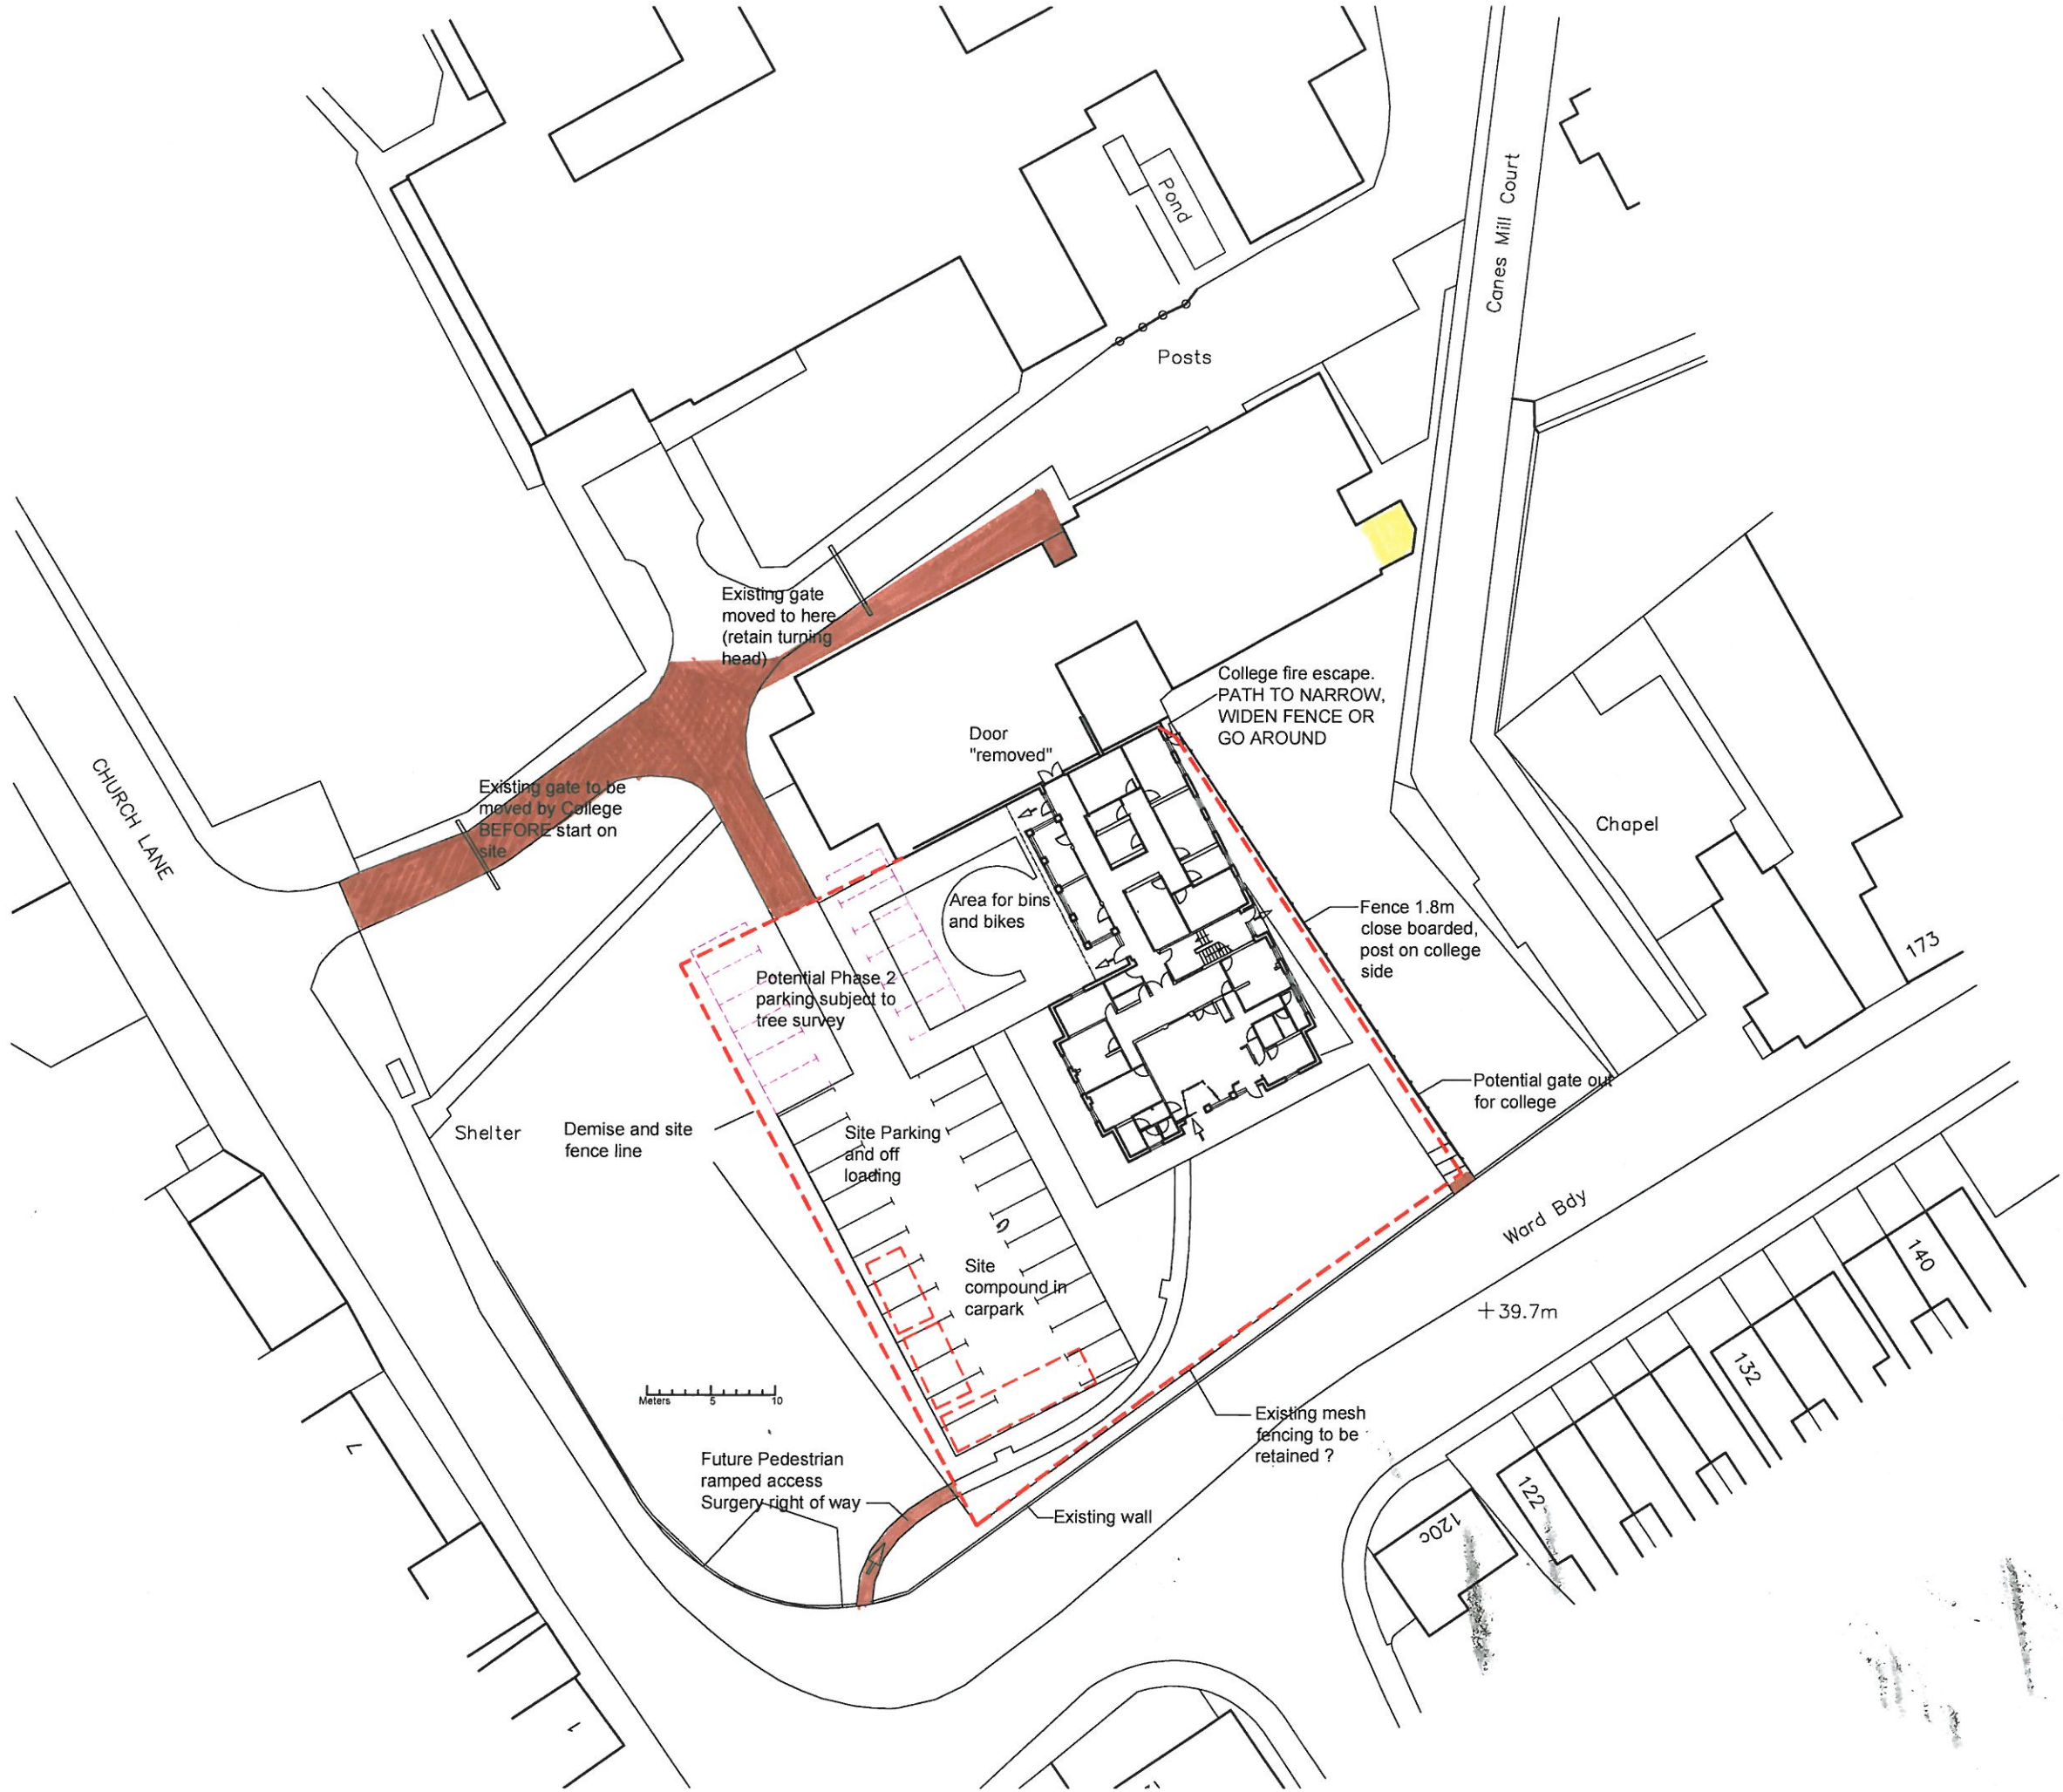 Pond
Canes Mill Court
Posts
Existing gate
moved to here
(retain turning
head)
College fire escape.
PATH TO NARROW,
WIDEN FENCE OR
GO AROUND
Door
"removed"
CHURCH LANE
Existing gate to be
moved by College
BEFORE start on
site
Chapel
Area for bins
and bikes
Fence 1.8m
close boarded,
post on college
side
173
Potential Phase 2
parking subject to
tree survey
Potential gate out
for college
Shelter
Demise and site
fence line
Site Parking
and off
loading
Ward Bdy
140
Site
compound in
carpark
+39.7m
132
Meters 5 10
Existing mesh
fencing to be
retained ?
7
Future Pedestrian
ramped access
Surgery right of way
Existing wall
122
120c
1